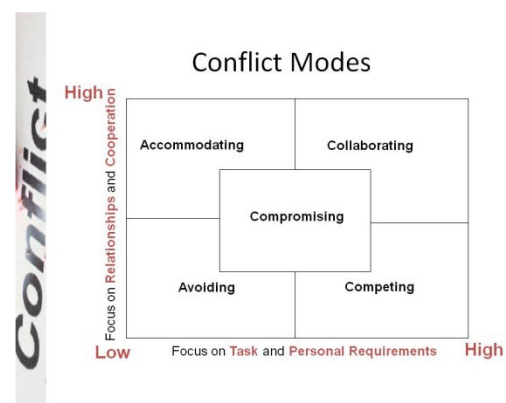 Conflict
Conflict Modes
High
Focus on Relationships and Cooperation
Accommodating
Collaborating
Compromising
Avoiding
Competing
Low
Focus on Task and Personal Requirements
High